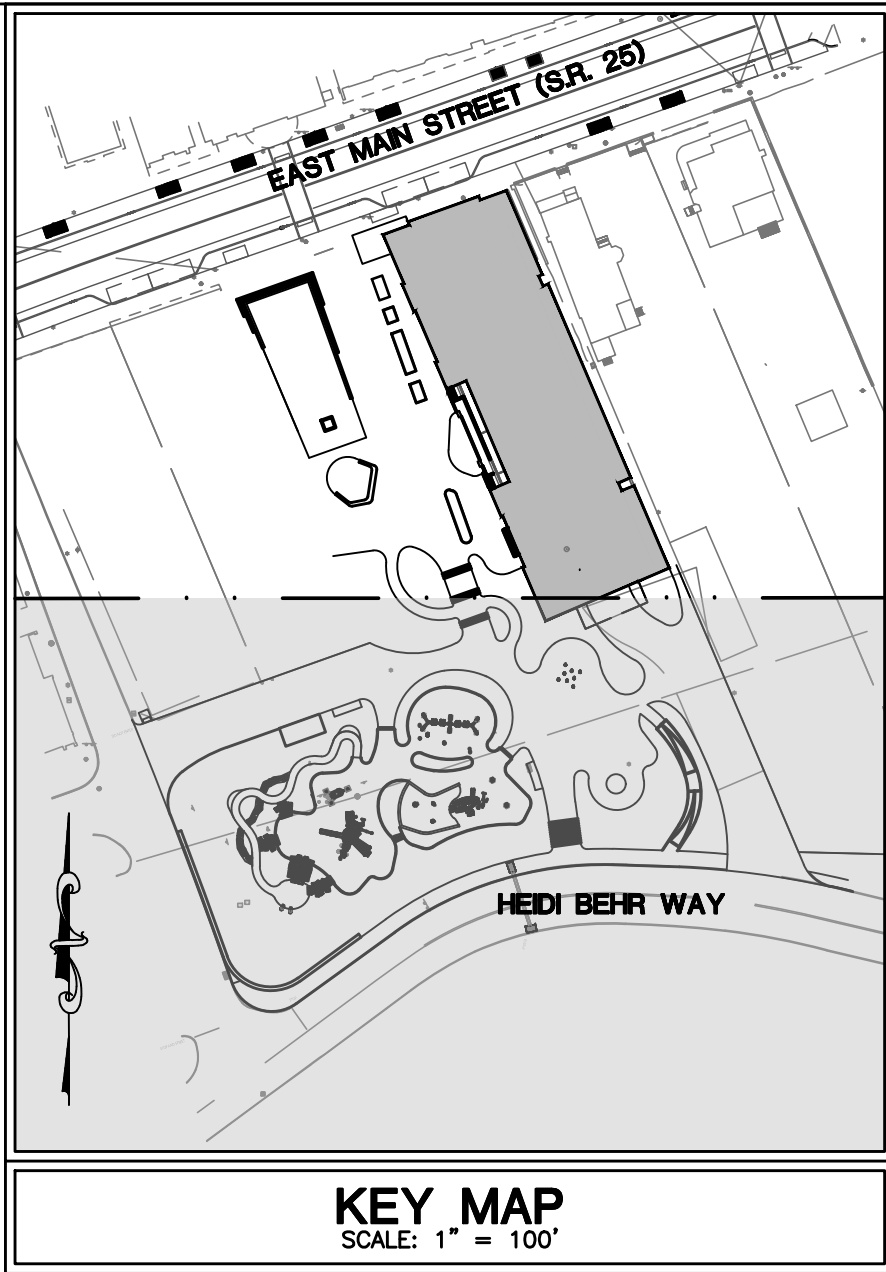 EAST MAIN STREET (S.R. 25)
HEIDI BEHR WAY
KEY MAP
SCALE: 1" = 100'